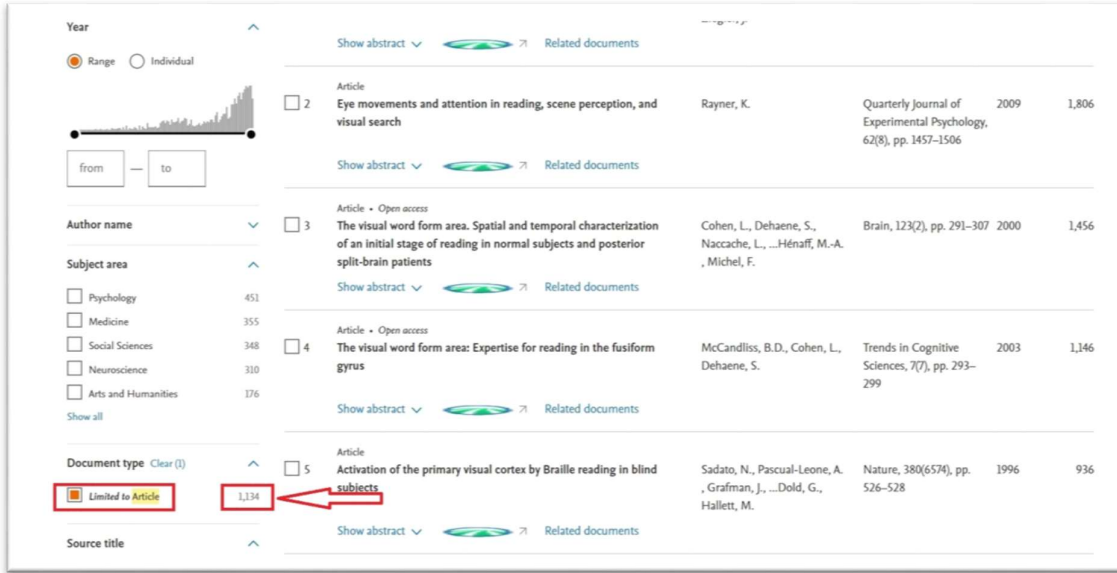 Year
Range Individual
from — to
Author name
Subject area
Psychology 451
Medicine 355
Social Sciences 348
Neuroscience 310
Arts and Humanities 176
Show all
Document type Clear (1)
Limited to Article 1,134
Source title
Show abstract Related documents
Article
2 Eye movements and attention in reading, scene perception, and Rayner, K. Quarterly Journal of 2009 1,806
visual search Experimental Psychology,
62(8), pp. 1457–1506
Show abstract Related documents
Article • Open access
3 The visual word form area. Spatial and temporal characterization Cohen, L., Dehaene, S., Brain, 123(2), pp. 291–307 2000 1,456
of an initial stage of reading in normal subjects and posterior Naccache, L., ...Hénaff, M.-A.
split-brain patients , Michel, F.
Show abstract Related documents
Article • Open access
4 The visual word form area: Expertise for reading in the fusiform McCandliss, B.D., Cohen, L., Trends in Cognitive 2003 1,146
gyrus Dehaene, S. Sciences, 7(7), pp. 293–
299
Show abstract Related documents
Article
5 Activation of the primary visual cortex by Braille reading in blind Sadato, N., Pascual-Leone, A. Nature, 380(6574), pp. 1996 936
subjects , Grafman, J., ...Dold, G., 526–528
Hallett, M.
Show abstract Related documents